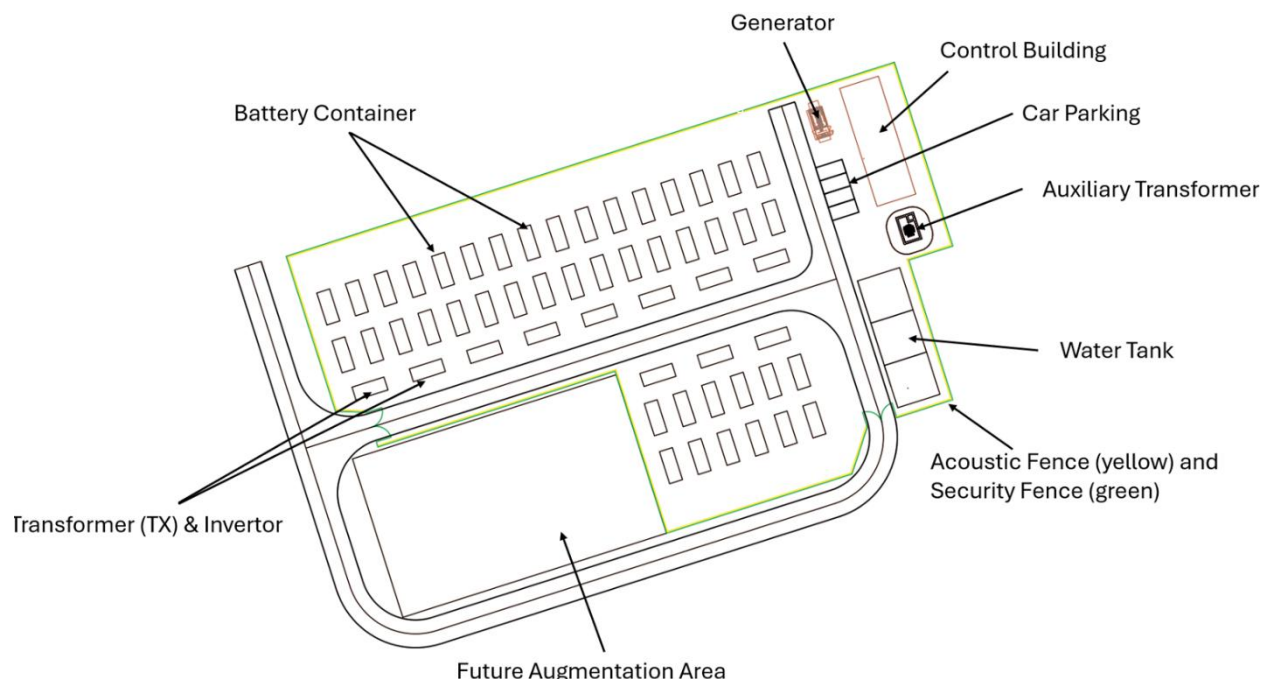 Generator
Control Building
Battery Container
Car Parking
Auxiliary Transformer
Water Tank
Acoustic Fence (yellow) and
Security Fence (green)
Transformer (TX) & Invertor
Future Augmentation Area